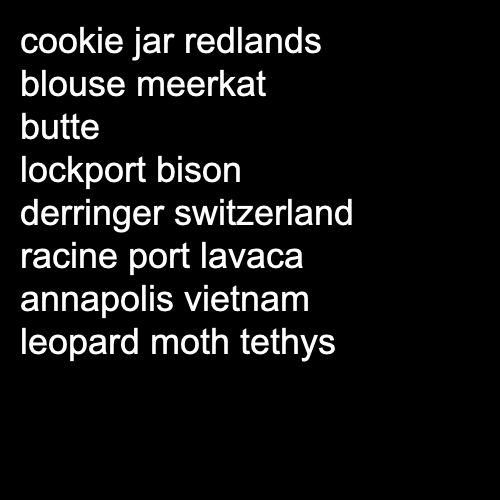 cookie jar redlands
blouse meerkat
butte
lockport bison
derringer switzerland
racine port lavaca
annapolis vietnam
leopard moth tethys